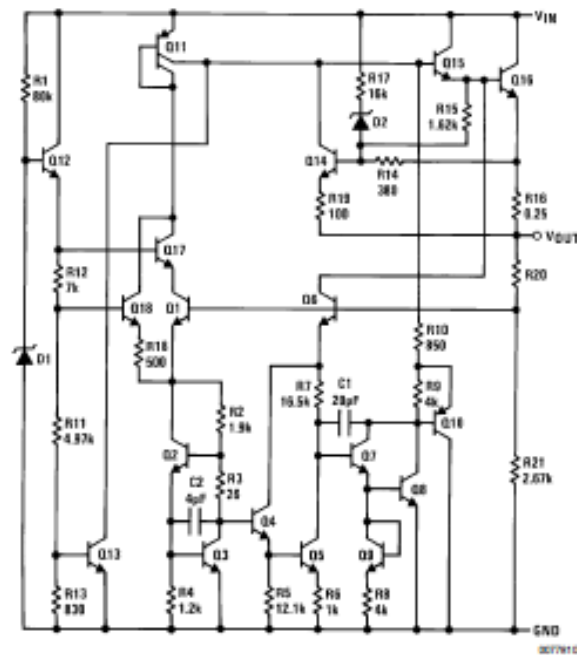 VIN
Q11
Q15
Q16
R1
80k
R17
16k
R15
1.62k
D2
Q12
Q14
R14
380
R19
100
R16
0.25
VOUT
Q17
R12
7k
R20
Q18
Q1
Q6
R18
500
D1
R10
850
R7
16.5k
C1
20pF
R9
4k
Q10
R2
1.9k
R11
4.97k
Q2
Q7
R21
2.67k
R3
26
Q8
C2
4pF
Q4
Q13
Q3
Q5
Q9
R13
830
R4
1.2k
R5
12.1k
R6
1k
R8
4k
GND